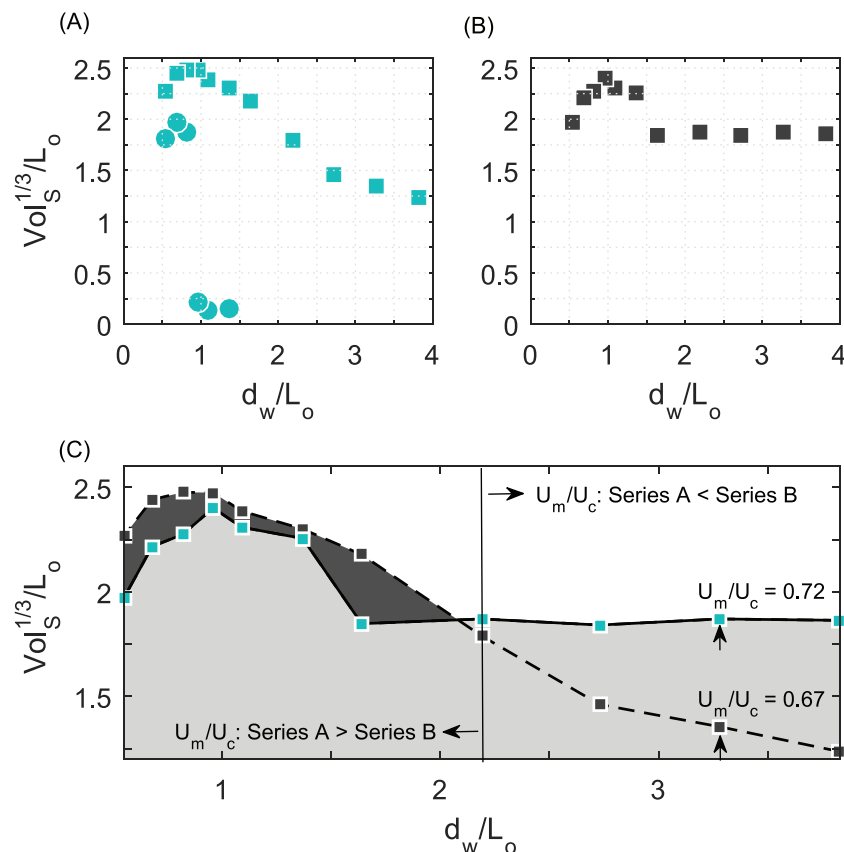 (A)
(B)
2.5
2
1.5
1
0.5
0
Vol_S^{1/3}/L_o
0 1 2 3 4
d_w/L_o
2.5
2
1.5
1
0.5
0
0 1 2 3 4
d_w/L_o
(C)
2.5
2
1.5
Vol_S^{1/3}/L_o
U_m/U_c: Series A < Series B
U_m/U_c = 0.72
U_m/U_c = 0.67
U_m/U_c: Series A > Series B
1 2 3
d_w/L_o